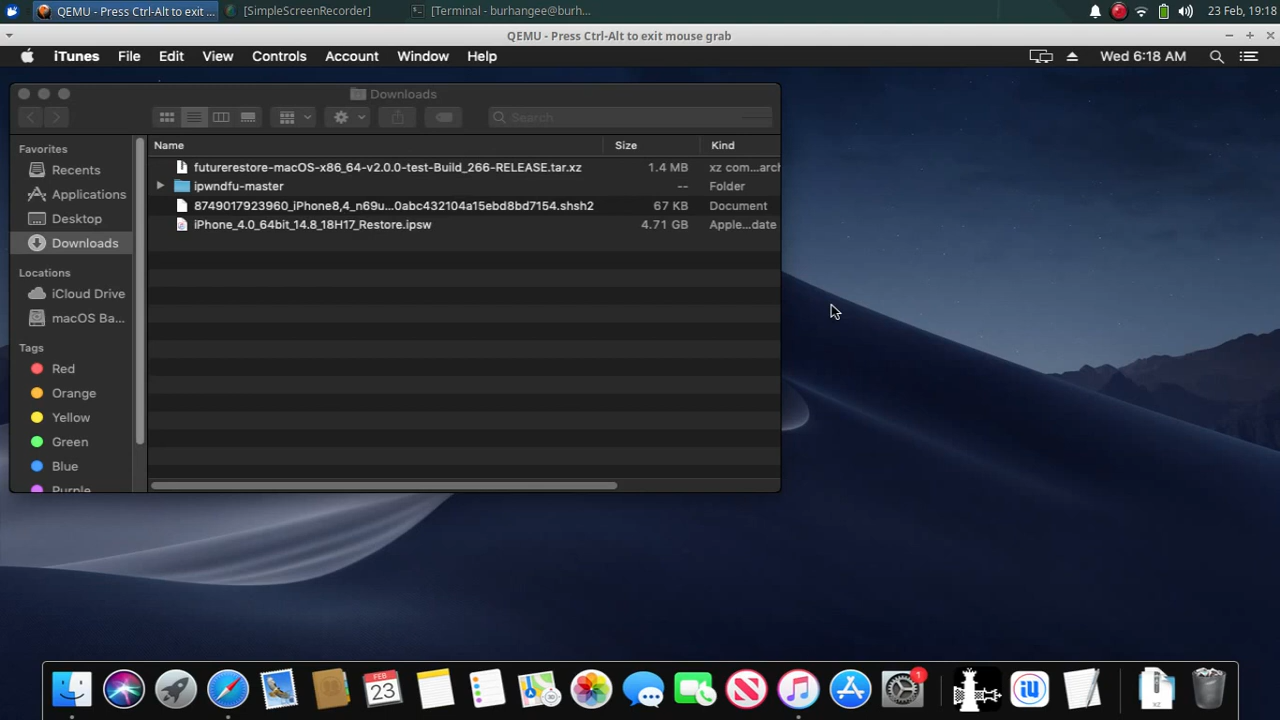 QEMU - Press Ctrl-Alt to exit ...
[SimpleScreenRecorder]
[Terminal - burhangee@burh...
23 Feb, 19:18
QEMU - Press Ctrl-Alt to exit mouse grab
iTunes File Edit View Controls Account Window Help
Wed 6:18 AM
Downloads
Search
Favorites
Recents
Applications
Desktop
Downloads
Locations
iCloud Drive
macOS Ba...
Tags
Red
Orange
Yellow
Green
Blue
Purple
Name Size Kind
futurerestore-macOS-x86_64-v2.0.0-test-Build_266-RELEASE.tar.xz 1.4 MB xz com...arch
ipwndfu-master -- Folder
8749017923960_iPhone8,4_n69u...0abc432104a15ebd8bd7154.shsh2 67 KB Document
iPhone_4.0_64bit_14.8_18H17_Restore.ipsw 4.71 GB Apple...date
FEB
23
1
XZ